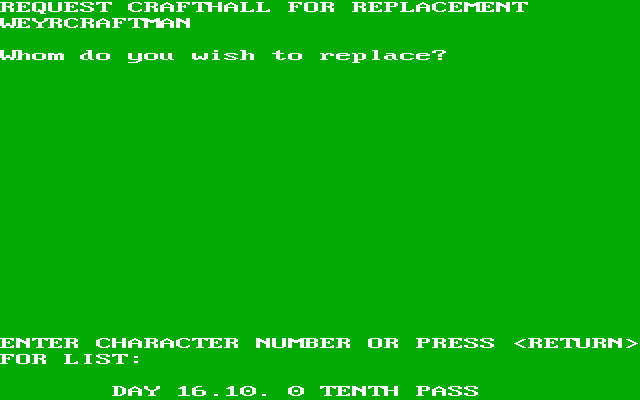 REQUEST CRAFTHALL FOR REPLACEMENT
WEYRCRAFTMAN
Whom do you wish to replace?
ENTER CHARACTER NUMBER OR PRESS <RETURN>
FOR LIST:
DAY 16.10. 0 TENTH PASS